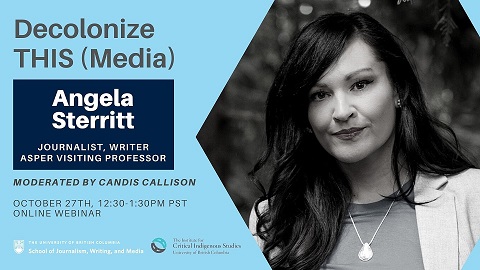 Decolonize
THIS (Media)
Angela
Sterritt
JOURNALIST, WRITER
ASPER VISITING PROFESSOR
MODERATED BY CANDIS CALLISON
OCTOBER 27TH, 12:30-1:30PM PST
ONLINE WEBINAR
THE UNIVERSITY OF BRITISH COLUMBIA
School of Journalism, Writing, and Media
The Institute for
Critical Indigenous Studies
University of British Columbia